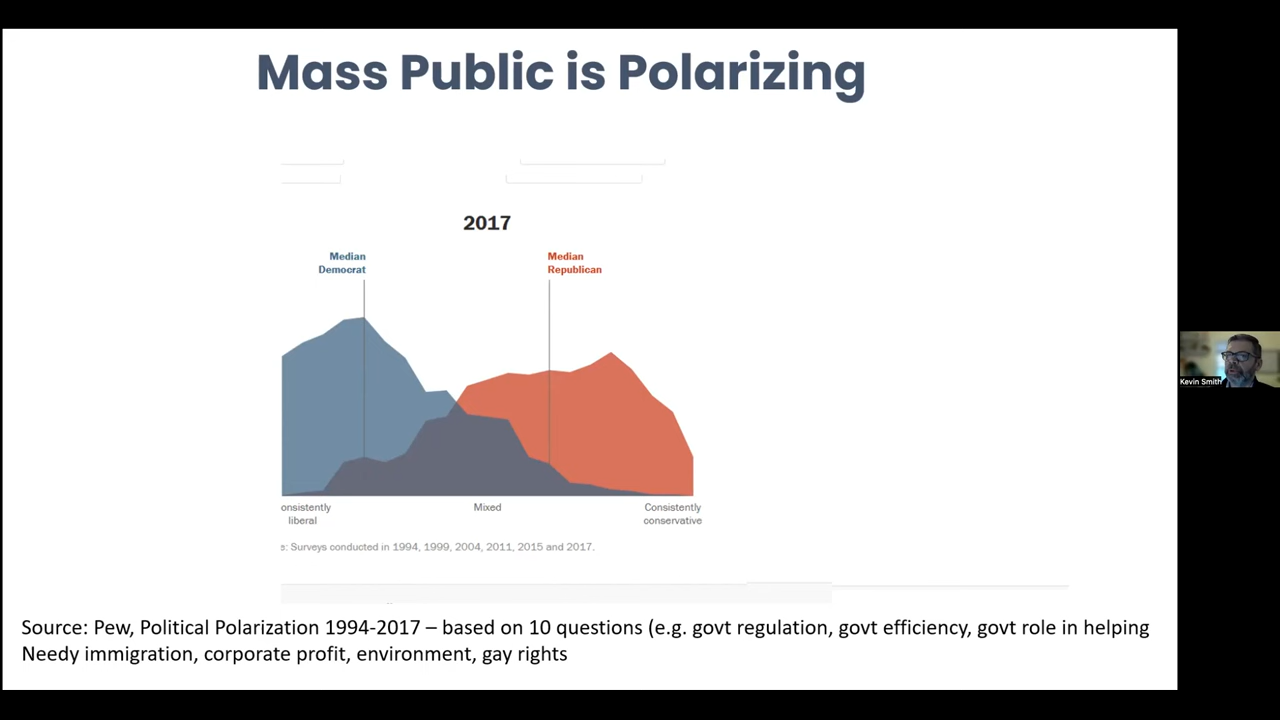 Mass Public is Polarizing
2017
Median
Democrat
Median
Republican
onsistently
liberal
Mixed
Consistently
conservative
e: Surveys conducted in 1994, 1999, 2004, 2011, 2015 and 2017.
Source: Pew, Political Polarization 1994-2017 – based on 10 questions (e.g. govt regulation, govt efficiency, govt role in helping
Needy immigration, corporate profit, environment, gay rights
Kevin Smith